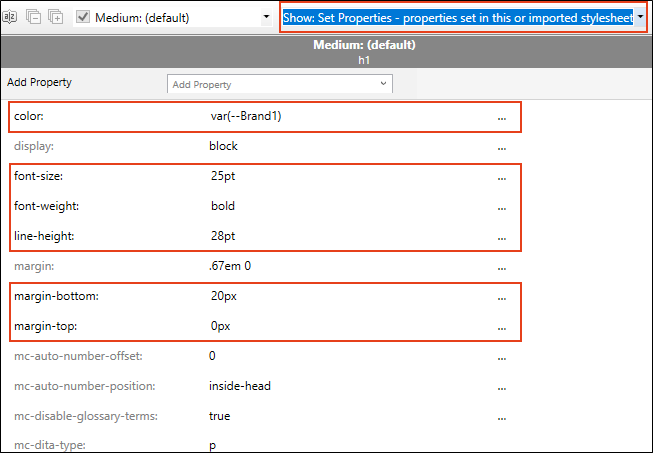 a z Medium: (default) Show: Set Properties - properties set in this or imported stylesheet
Medium: (default)
h1
Add Property Add Property
color: var(--Brand1) ...
display: block ...
font-size: 25pt ...
font-weight: bold ...
line-height: 28pt ...
margin: .67em 0 ...
margin-bottom: 20px ...
margin-top: 0px ...
mc-auto-number-offset: 0 ...
mc-auto-number-position: inside-head ...
mc-disable-glossary-terms: true ...
mc-dita-type: p ...